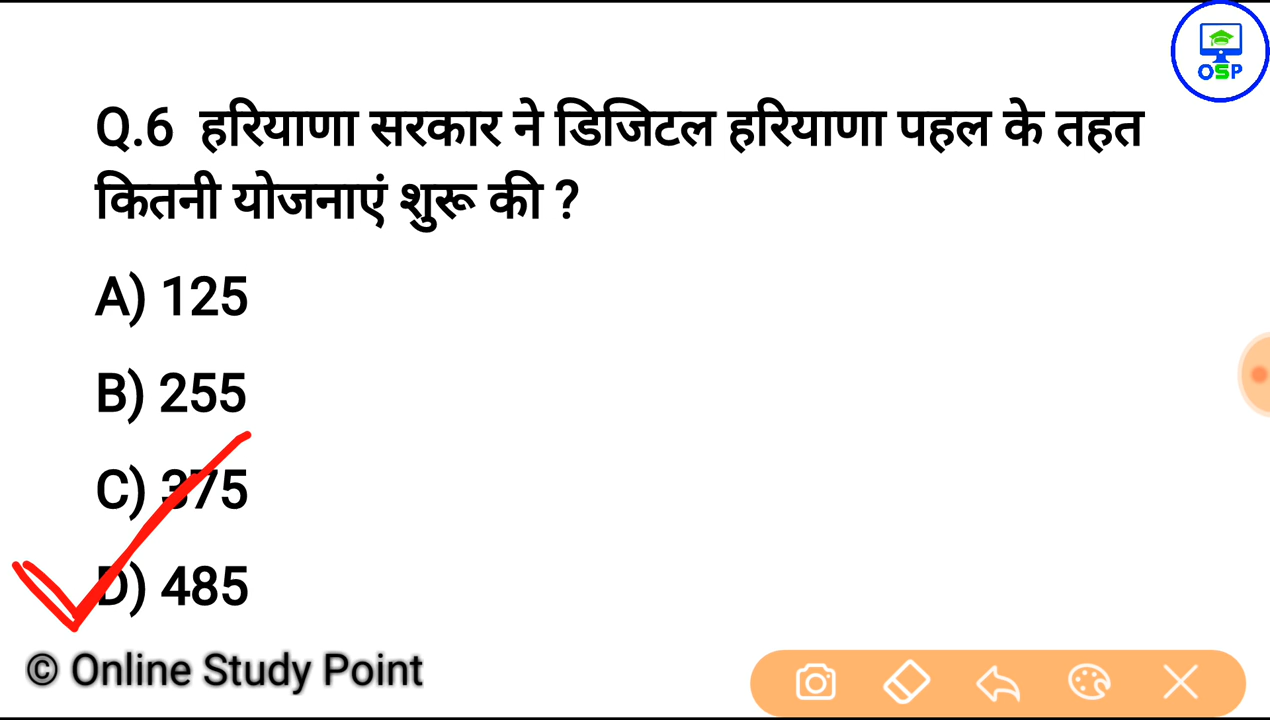 OSP
Q.6 हरियाणा सरकार ने डिजिटल हरियाणा पहल के तहत
कितनी योजनाएं शुरू की ?
A) 125
B) 255
C) 375
D) 485
© Online Study Point